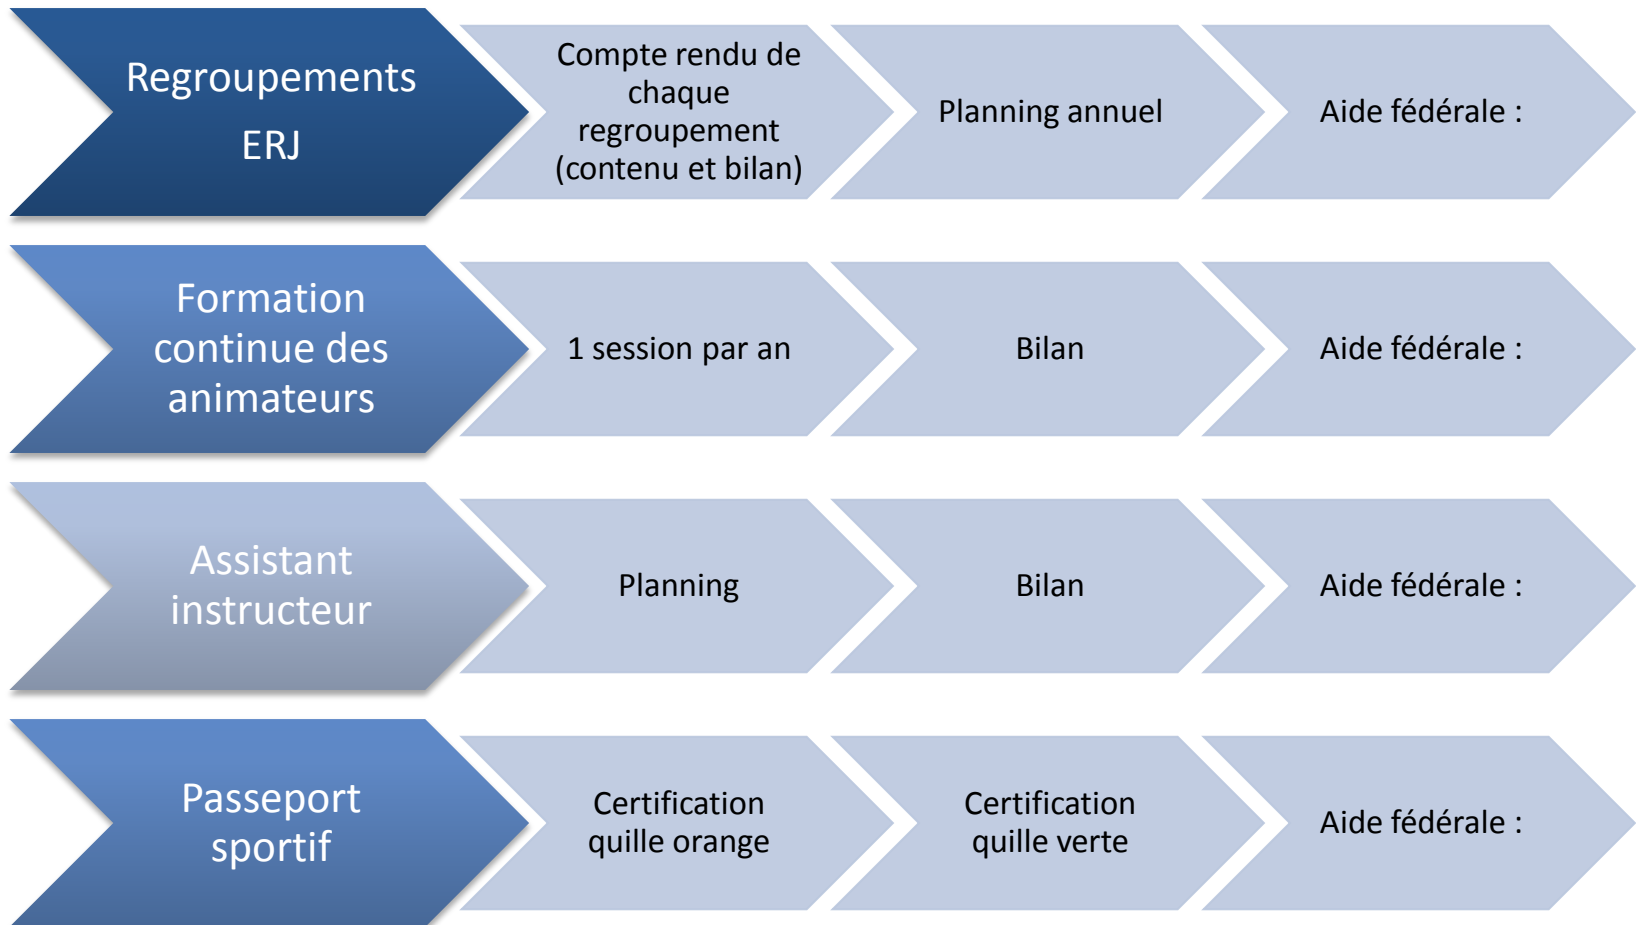 Regroupements
ERJ
Compte rendu de
chaque
regroupement
(contenu et bilan)
Planning annuel
Aide fédérale :
Formation
continue des
animateurs
1 session par an
Bilan
Aide fédérale :
Assistant
instructeur
Planning
Bilan
Aide fédérale :
Passeport
sportif
Certification
quille orange
Certification
quille verte
Aide fédérale :